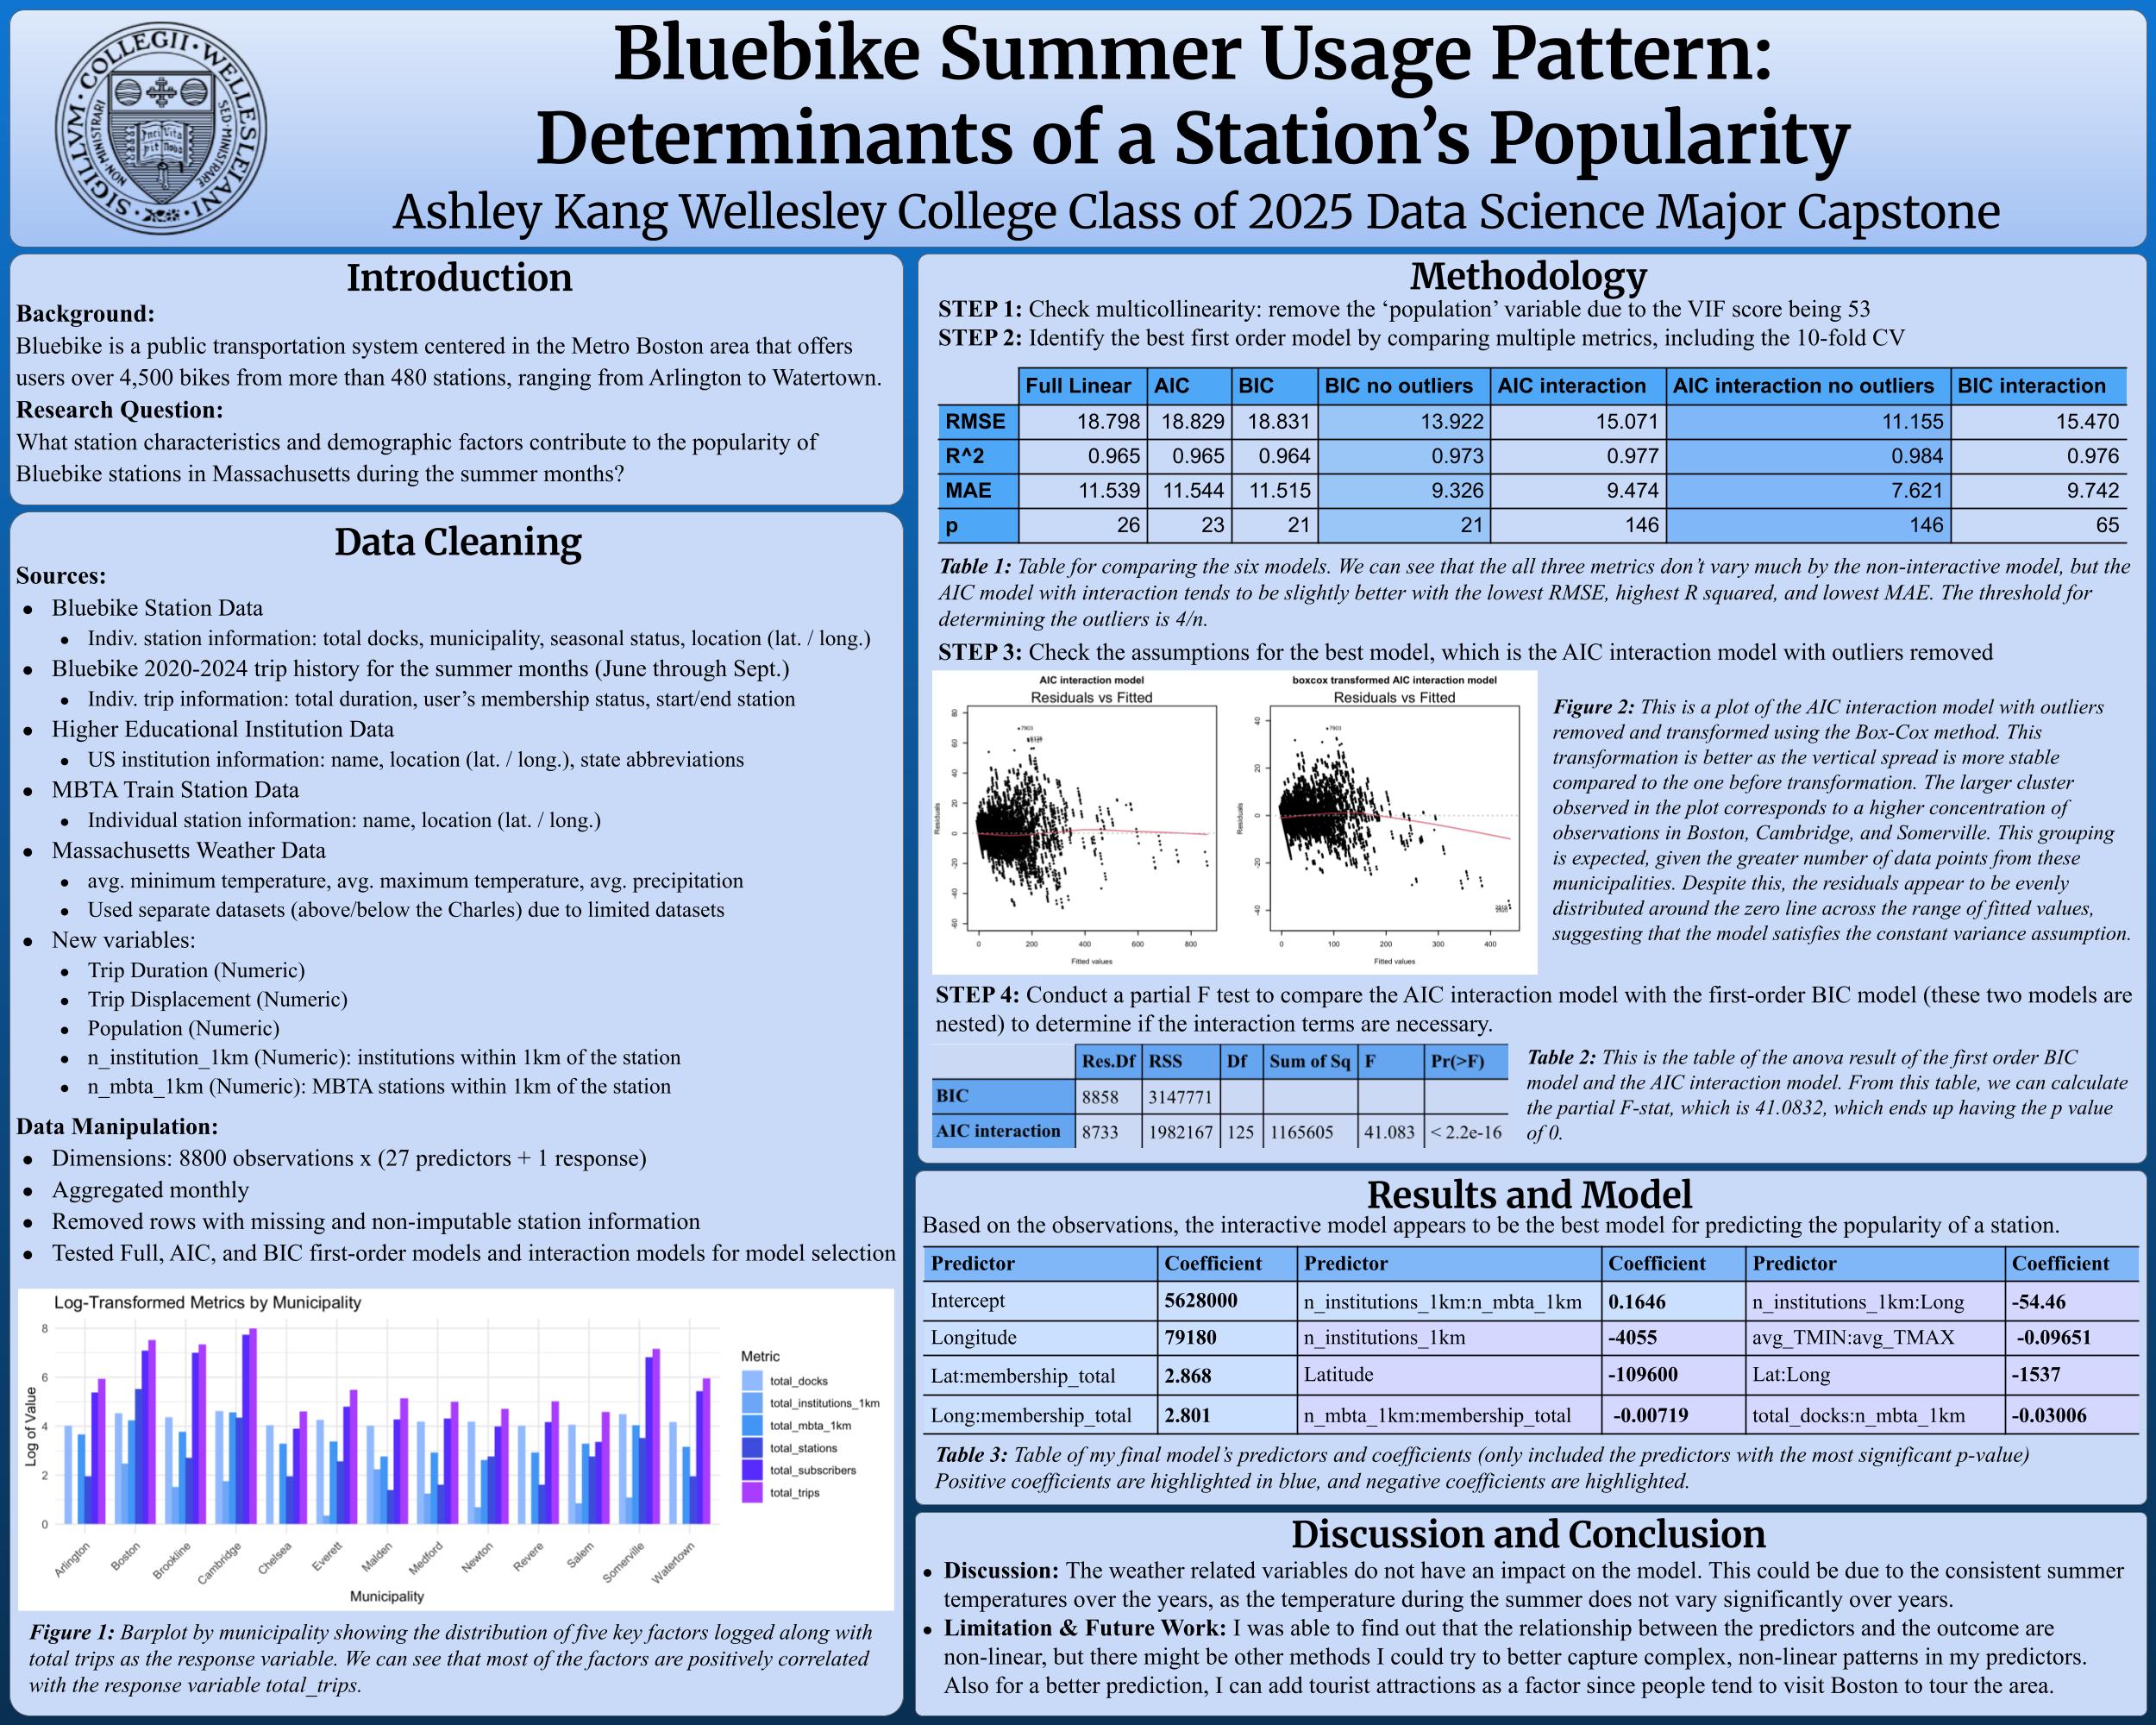 SIGILLVM · COLLEGII · WELLESLEIANI
NON MINISTRARI
SED MINISTRARE
Bluebike Summer Usage Pattern:
Determinants of a Station’s Popularity
Ashley Kang Wellesley College Class of 2025 Data Science Major Capstone
Introduction
Background:
Bluebike is a public transportation system centered in the Metro Boston area that offers
users over 4,500 bikes from more than 480 stations, ranging from Arlington to Watertown.
Research Question:
What station characteristics and demographic factors contribute to the popularity of
Bluebike stations in Massachusetts during the summer months?
Data Cleaning
Sources:
● Bluebike Station Data
● Indiv. station information: total docks, municipality, seasonal status, location (lat. / long.)
● Bluebike 2020-2024 trip history for the summer months (June through Sept.)
● Indiv. trip information: total duration, user’s membership status, start/end station
● Higher Educational Institution Data
● US institution information: name, location (lat. / long.), state abbreviations
● MBTA Train Station Data
● Individual station information: name, location (lat. / long.)
● Massachusetts Weather Data
● avg. minimum temperature, avg. maximum temperature, avg. precipitation
● Used separate datasets (above/below the Charles) due to limited datasets
● New variables:
● Trip Duration (Numeric)
● Trip Displacement (Numeric)
● Population (Numeric)
● n_institution_1km (Numeric): institutions within 1km of the station
● n_mbta_1km (Numeric): MBTA stations within 1km of the station
Data Manipulation:
● Dimensions: 8800 observations x (27 predictors + 1 response)
● Aggregated monthly
● Removed rows with missing and non-imputable station information
● Tested Full, AIC, and BIC first-order models and interaction models for model selection
Log-Transformed Metrics by Municipality
Log of Value
8
6
4
2
0
Arlington Boston Brookline Cambridge Chelsea Everett Malden Medford Newton Revere Salem Somerville Watertown
Municipality
Metric
total_docks
total_institutions_1km
total_mbta_1km
total_stations
total_subscribers
total_trips
Figure 1: Barplot by municipality showing the distribution of five key factors logged along with
total trips as the response variable. We can see that most of the factors are positively correlated
with the response variable total_trips.
Methodology
STEP 1: Check multicollinearity: remove the ‘population’ variable due to the VIF score being 53
STEP 2: Identify the best first order model by comparing multiple metrics, including the 10-fold CV
Full Linear AIC BIC BIC no outliers AIC interaction AIC interaction no outliers BIC interaction
RMSE 18.798 18.829 18.831 13.922 15.071 11.155 15.470
R^2 0.965 0.965 0.964 0.973 0.977 0.984 0.976
MAE 11.539 11.544 11.515 9.326 9.474 7.621 9.742
p 26 23 21 21 146 146 65
Table 1: Table for comparing the six models. We can see that the all three metrics don’t vary much by the non-interactive model, but the
AIC model with interaction tends to be slightly better with the lowest RMSE, highest R squared, and lowest MAE. The threshold for
determining the outliers is 4/n.
STEP 3: Check the assumptions for the best model, which is the AIC interaction model with outliers removed
AIC interaction model
Residuals vs Fitted
Residuals
80
60
40
20
0
-20
-40
-60
7903
0 200 400 600 800
Fitted values
boxcox transformed AIC interaction model
Residuals vs Fitted
Residuals
40
20
0
-20
-40
7903
0 100 200 300 400
Fitted values
Figure 2: This is a plot of the AIC interaction model with outliers
removed and transformed using the Box-Cox method. This
transformation is better as the vertical spread is more stable
compared to the one before transformation. The larger cluster
observed in the plot corresponds to a higher concentration of
observations in Boston, Cambridge, and Somerville. This grouping
is expected, given the greater number of data points from these
municipalities. Despite this, the residuals appear to be evenly
distributed around the zero line across the range of fitted values,
suggesting that the model satisfies the constant variance assumption.
STEP 4: Conduct a partial F test to compare the AIC interaction model with the first-order BIC model (these two models are
nested) to determine if the interaction terms are necessary.
Res.Df RSS Df Sum of Sq F Pr(>F)
BIC 8858 3147771
AIC interaction 8733 1982167 125 1165605 41.083 < 2.2e-16
Table 2: This is the table of the anova result of the first order BIC
model and the AIC interaction model. From this table, we can calculate
the partial F-stat, which is 41.0832, which ends up having the p value
of 0.
Results and Model
Based on the observations, the interactive model appears to be the best model for predicting the popularity of a station.
Predictor Coefficient Predictor Coefficient Predictor Coefficient
Intercept 5628000 n_institutions_1km:n_mbta_1km 0.1646 n_institutions_1km:Long -54.46
Longitude 79180 n_institutions_1km -4055 avg_TMIN:avg_TMAX -0.09651
Lat:membership_total 2.868 Latitude -109600 Lat:Long -1537
Long:membership_total 2.801 n_mbta_1km:membership_total -0.00719 total_docks:n_mbta_1km -0.03006
Table 3: Table of my final model’s predictors and coefficients (only included the predictors with the most significant p-value)
Positive coefficients are highlighted in blue, and negative coefficients are highlighted.
Discussion and Conclusion
● Discussion: The weather related variables do not have an impact on the model. This could be due to the consistent summer
temperatures over the years, as the temperature during the summer does not vary significantly over years.
● Limitation & Future Work: I was able to find out that the relationship between the predictors and the outcome are
non-linear, but there might be other methods I could try to better capture complex, non-linear patterns in my predictors.
Also for a better prediction, I can add tourist attractions as a factor since people tend to visit Boston to tour the area.